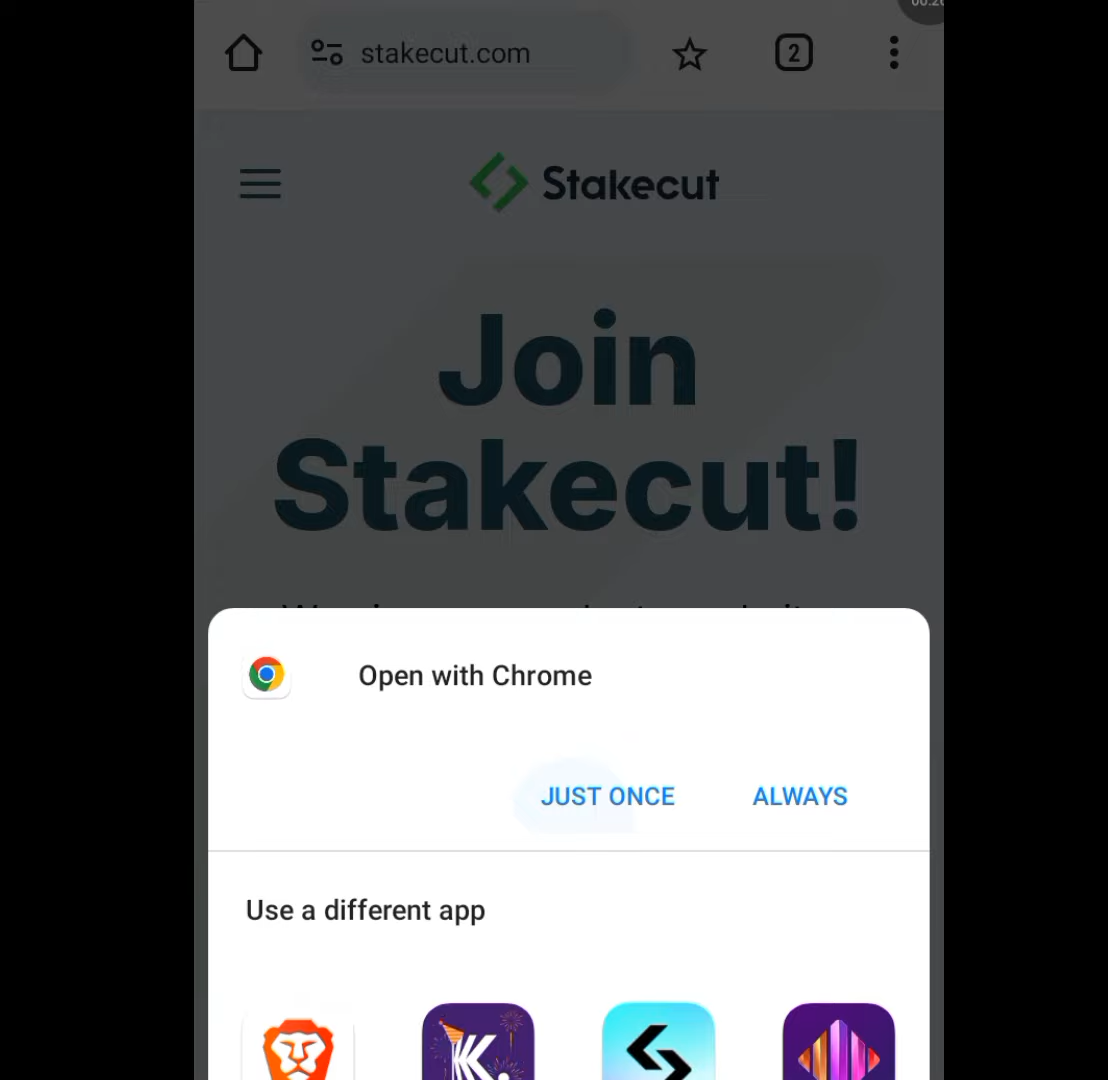 stakecut.com
2
Stakecut
Join
Stakecut!
Open with Chrome
JUST ONCE
ALWAYS
Use a different app
K.